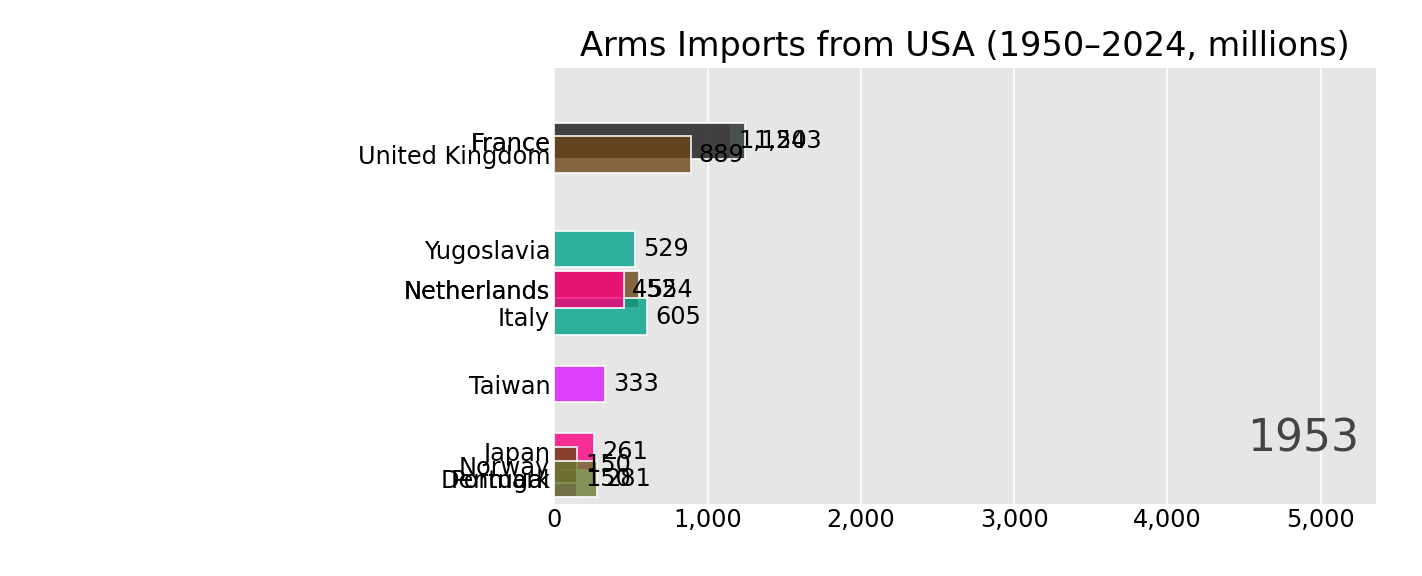 Arms Imports from USA (1950–2024, millions)
France
United Kingdom 889
Yugoslavia 529
Netherlands
Italy 605
Taiwan 333
Japan 261
Norway 150
1953
0 1,000 2,000 3,000 4,000 5,000